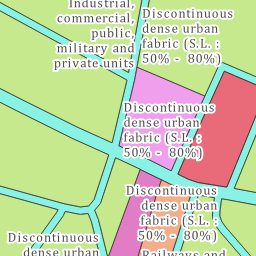 Industrial,
commercial,
public,
military and
private units
Discontinuous
dense urban
fabric (S.L. :
50% - 80%)
Discontinuous
dense urban
fabric (S.L. :
50% - 80%)
Discontinuous
dense urban
fabric (S.L. :
50% - 80%)
Discontinuous
dense urban
Railways and